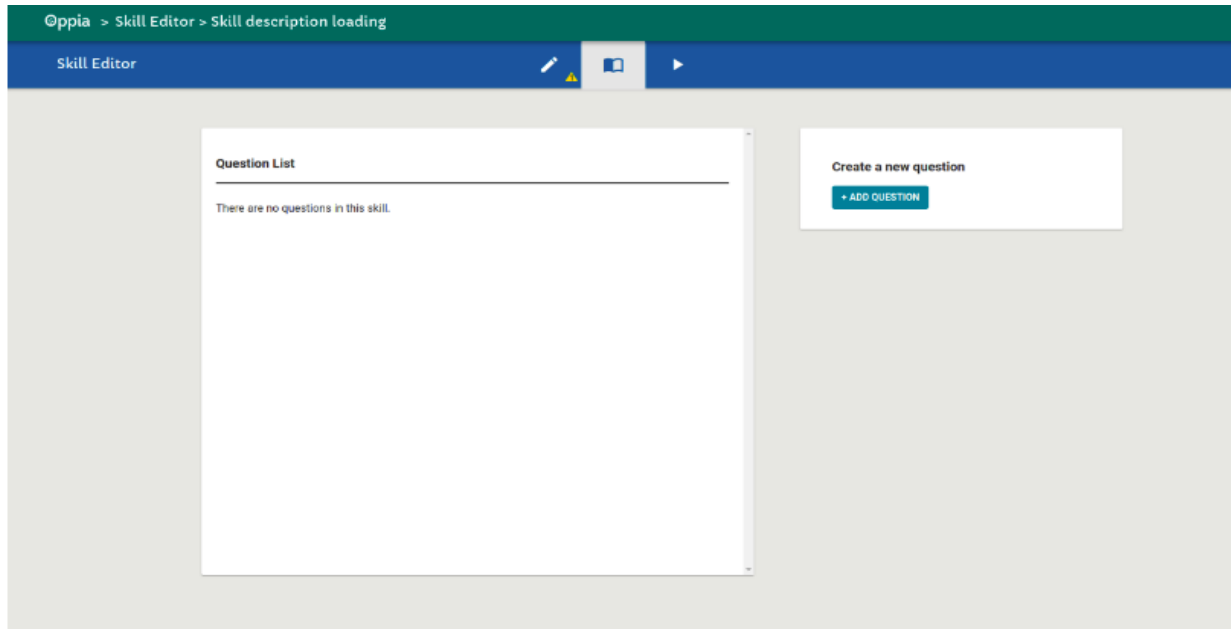 Oppia > Skill Editor > Skill description loading
Skill Editor
Question List
There are no questions in this skill.
Create a new question
+ ADD QUESTION